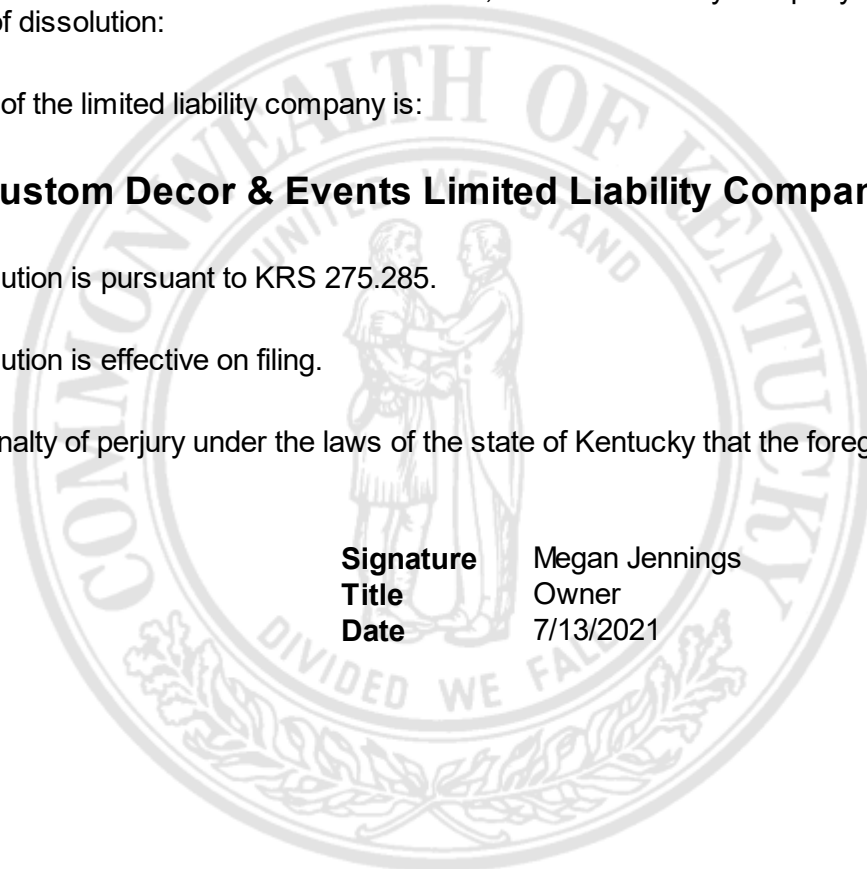 of dissolution:
of the limited liability company is:
ustom Decor & Events Limited Liability Compan
ution is pursuant to KRS 275.285.
ution is effective on filing.
nalty of perjury under the laws of the state of Kentucky that the foreg
Signature Megan Jennings
Title Owner
Date 7/13/2021
COMMONWEALTH OF KENTUCKY
UNITED WE STAND
DIVIDED WE FALL